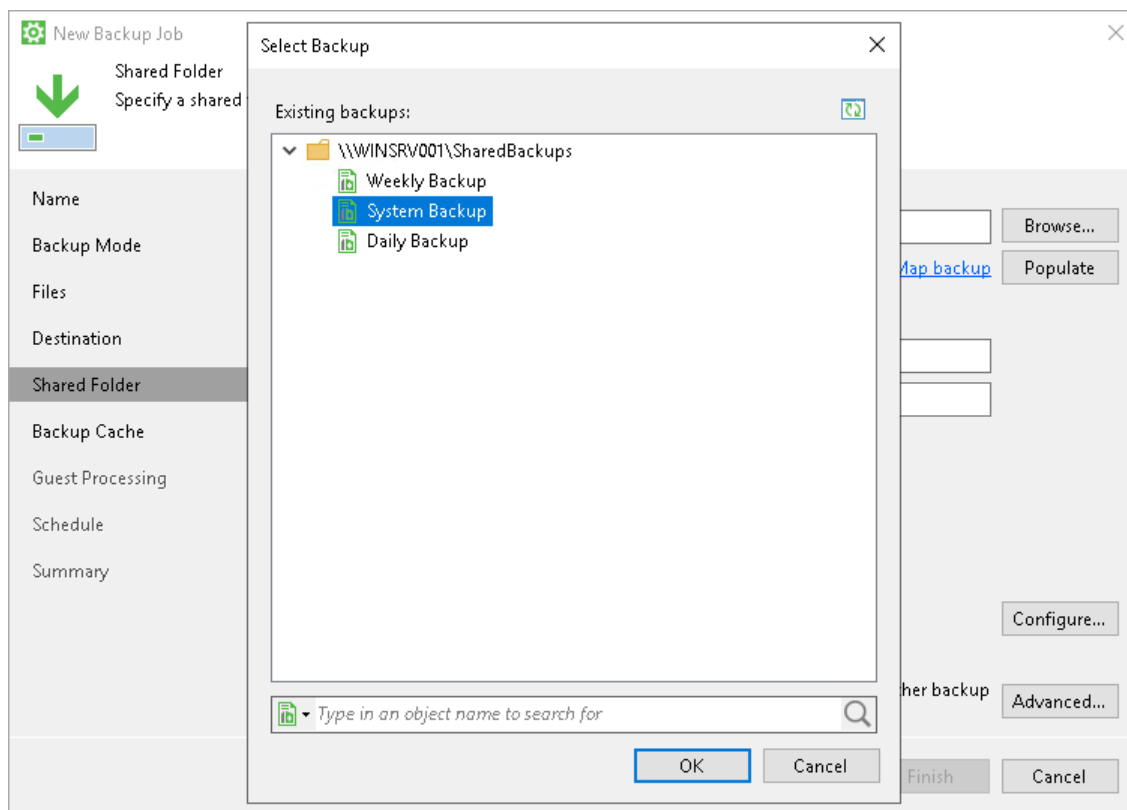 New Backup Job
Shared Folder
Specify a shared
Name
Backup Mode
Files
Destination
Shared Folder
Backup Cache
Guest Processing
Schedule
Summary
Select Backup
Existing backups:
\\WINSRV001\SharedBackups
Weekly Backup
System Backup
Daily Backup
Type in an object name to search for
OK
Cancel
Browse...
Map backup
Populate
Configure...
her backup
Advanced...
Finish
Cancel